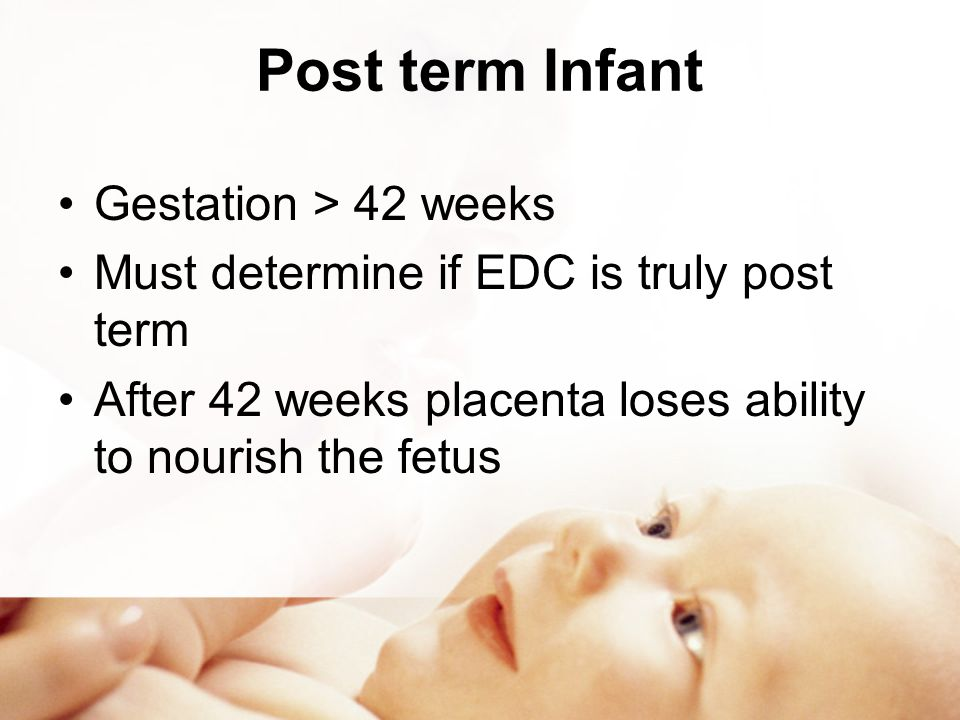 Post term Infant
• Gestation > 42 weeks
• Must determine if EDC is truly post
term
• After 42 weeks placenta loses ability
to nourish the fetus